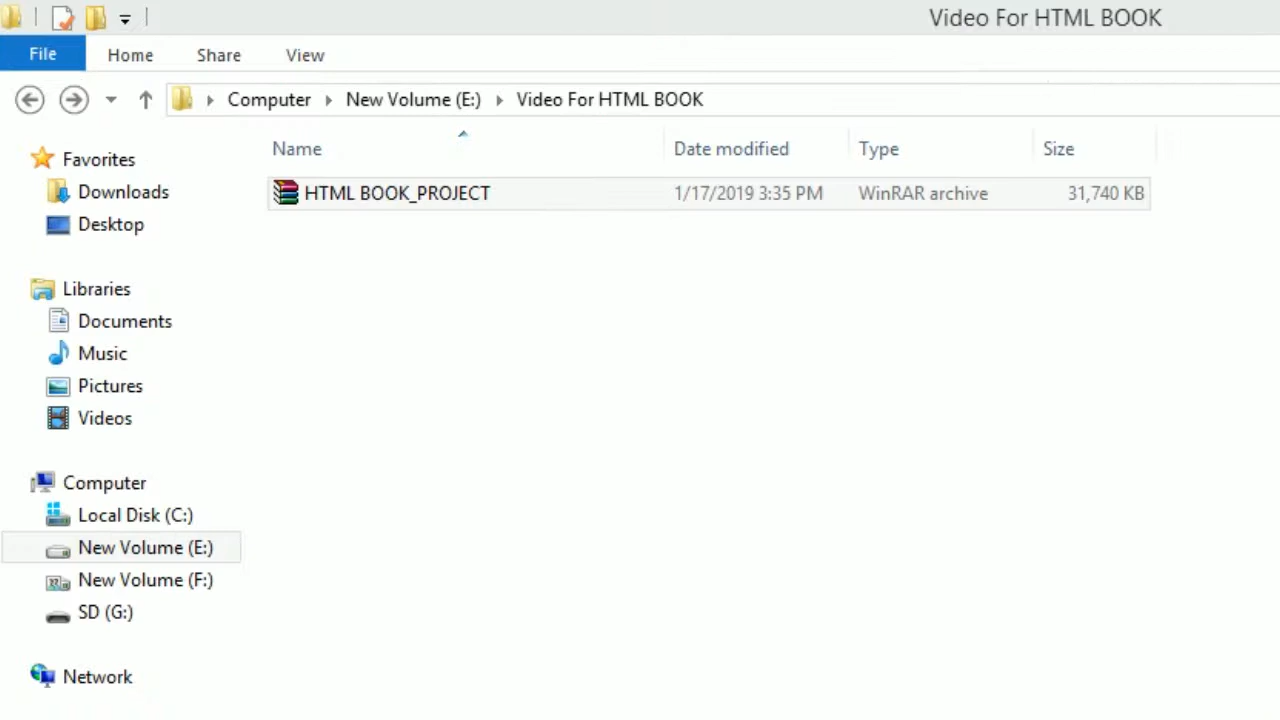 Video For HTML BOOK
File Home Share View
Computer New Volume (E:) Video For HTML BOOK
Name Date modified Type Size
HTML BOOK_PROJECT 1/17/2019 3:35 PM WinRAR archive 31,740 KB
Favorites
Downloads
Desktop
Libraries
Documents
Music
Pictures
Videos
Computer
Local Disk (C:)
New Volume (E:)
New Volume (F:)
SD (G:)
Network